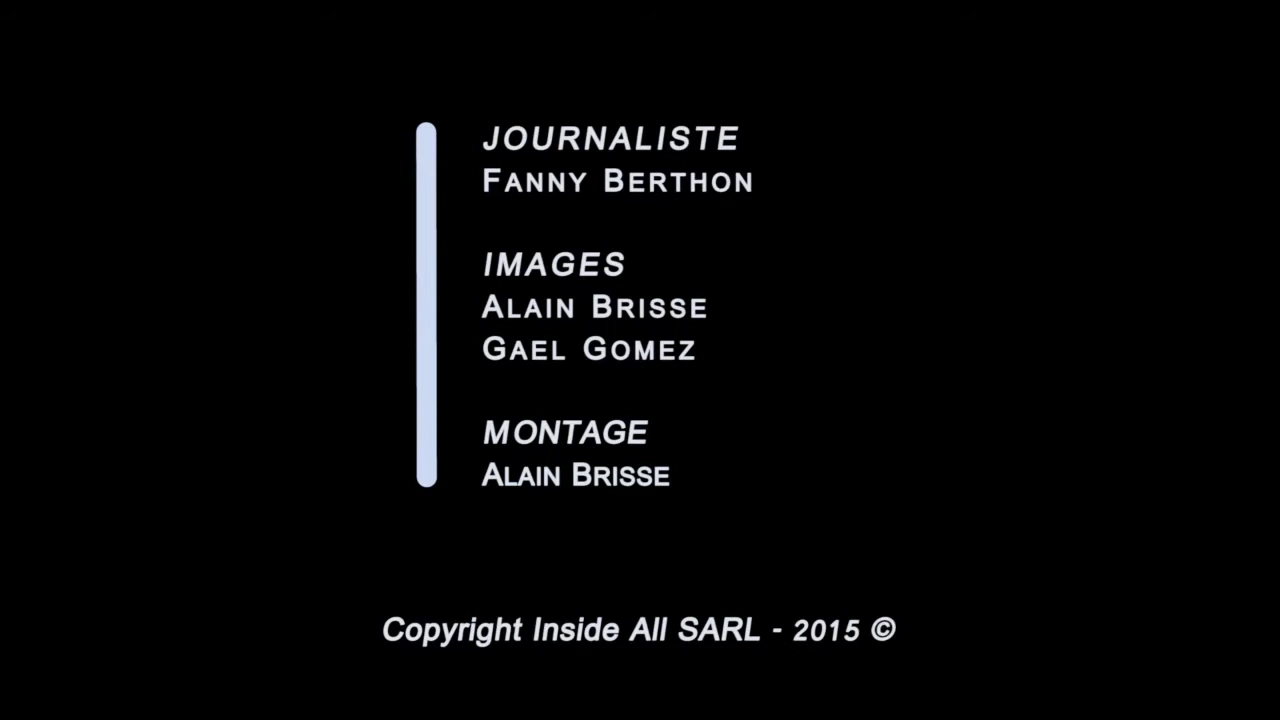 JOURNALISTE
FANNY BERTHON
IMAGES
ALAIN BRISSE
GAEL GOMEZ
MONTAGE
ALAIN BRISSE
Copyright Inside All SARL - 2015 ©